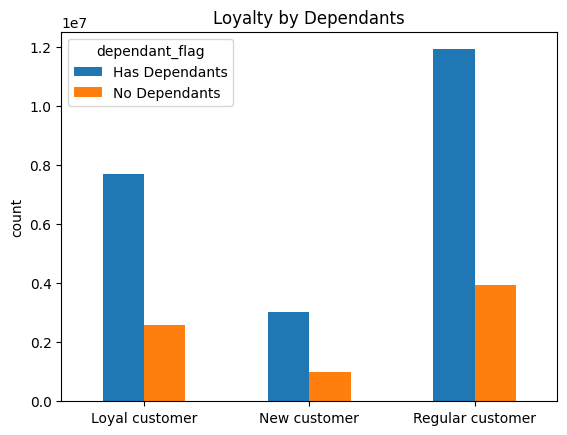 Loyalty by Dependants
1e7
dependant_flag
Has Dependants
No Dependants
1.2
1.0
0.8
0.6
0.4
0.2
0.0
count
Loyal customer
New customer
Regular customer